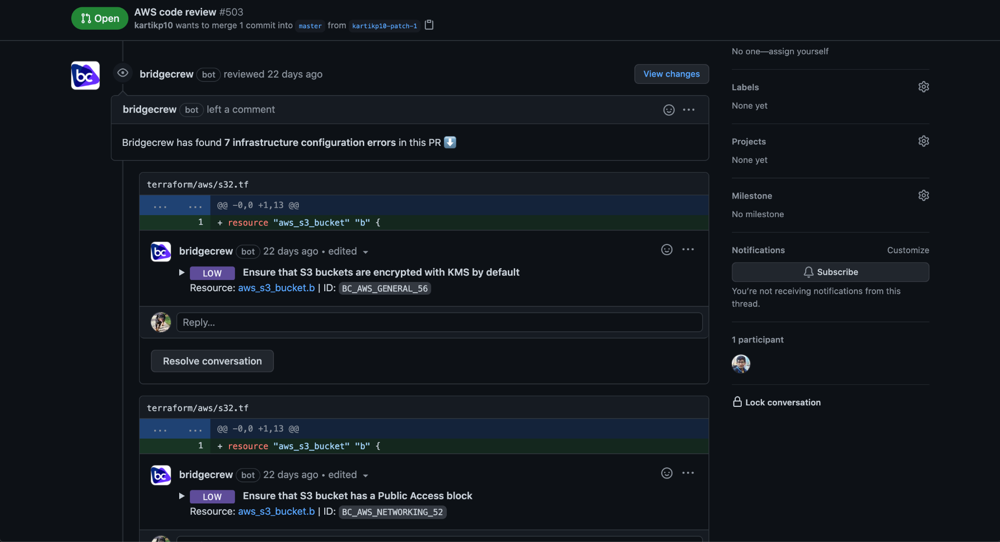 Open
AWS code review #503
kartikp10 wants to merge 1 commit into master from kartikp10-patch-1
bc
bridgecrew bot reviewed 22 days ago
View changes
bridgecrew bot left a comment
Bridgecrew has found 7 infrastructure configuration errors in this PR ⬇️
terraform/aws/s32.tf
... ... @@ -0,0 +1,13 @@
1 + resource "aws_s3_bucket" "b" {
bc
bridgecrew bot 22 days ago • edited
LOW Ensure that S3 buckets are encrypted with KMS by default
Resource: aws_s3_bucket.b | ID: BC_AWS_GENERAL_56
Reply...
Resolve conversation
terraform/aws/s32.tf
... ... @@ -0,0 +1,13 @@
1 + resource "aws_s3_bucket" "b" {
bc
bridgecrew bot 22 days ago • edited
LOW Ensure that S3 bucket has a Public Access block
Resource: aws_s3_bucket.b | ID: BC_AWS_NETWORKING_52
No one—assign yourself
Labels
None yet
Projects
None yet
Milestone
No milestone
Notifications
Customize
Subscribe
You’re not receiving notifications from this
thread.
1 participant
Lock conversation